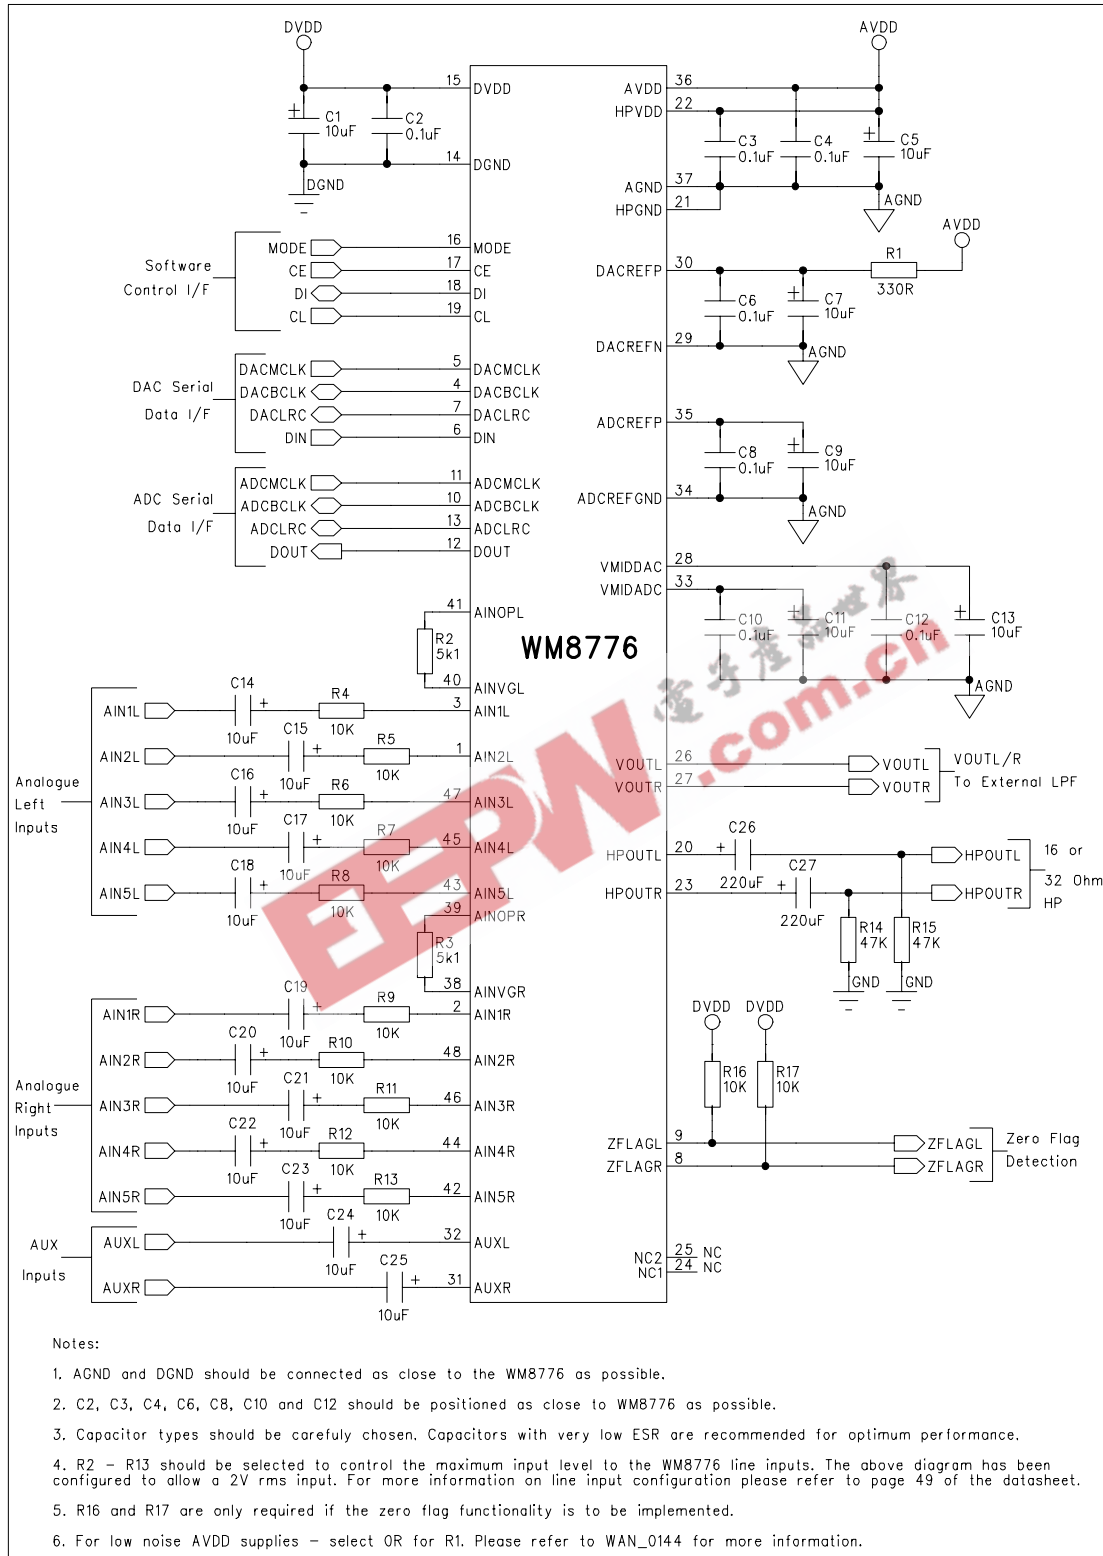 DVDD
AVDD
15 DVDD
C1
10uF
C2
0.1uF
14 DGND
DGND
AVDD 36
HPVDD 22
C3
0.1uF
C4
0.1uF
C5
10uF
AGND 37
HPGND 21
AGND
Software
Control I/F
MODE 16 MODE
CE 17 CE
DI 18 DI
CL 19 CL
AVDD
DACREFP 30
R1
330R
C6
0.1uF
C7
10uF
DACREFN 29
AGND
DAC Serial
Data I/F
DACMCLK 5 DACMCLK
DACBCLK 4 DACBCLK
DACLRC 7 DACLRC
DIN 6 DIN
ADCREFP 35
C8
0.1uF
C9
10uF
ADCREFGND 34
AGND
ADC Serial
Data I/F
ADCMCLK 11 ADCMCLK
ADCBCLK 10 ADCBCLK
ADCLRC 13 ADCLRC
DOUT 12 DOUT
VMIDDAC 28
VMIDADC 33
C10
0.1uF
C11
10uF
C12
0.1uF
C13
10uF
AGND
41 AINOPL
R2
5k1
40 AINVGL
WM8776
電子產品世界
EEPW.com.cn
Analogue
Left
Inputs
AIN1L C14 10uF + R4 10K 3 AIN1L
AIN2L C15 10uF + R5 10K 1 AIN2L
AIN3L C16 10uF + R6 10K 47 AIN3L
AIN4L C17 10uF + R7 10K 45 AIN4L
AIN5L C18 10uF + R8 10K 43 AIN5L
VOUTL 26 VOUTL
VOUTR 27 VOUTR
VOUTL/R
To External LPF
HPOUTL 20 + C26 220uF HPOUTL
HPOUTR 23 + C27 220uF HPOUTR
16 or
32 Ohm
HP
R14
47K
R15
47K
GND GND
39 AINOPR
R3
5k1
38 AINVGR
Analogue
Right
Inputs
AIN1R C19 10uF + R9 10K 2 AIN1R
AIN2R C20 10uF + R10 10K 48 AIN2R
AIN3R C21 10uF + R11 10K 46 AIN3R
AIN4R C22 10uF + R12 10K 44 AIN4R
AIN5R C23 10uF + R13 10K 42 AIN5R
DVDD DVDD
R16
10K
R17
10K
ZFLAGL 9 ZFLAGL
ZFLAGR 8 ZFLAGR
Zero Flag
Detection
AUX
Inputs
AUXL C24 10uF + 32 AUXL
AUXR C25 10uF + 31 AUXR
NC2 25 NC
NC1 24 NC
Notes:
1. AGND and DGND should be connected as close to the WM8776 as possible.
2. C2, C3, C4, C6, C8, C10 and C12 should be positioned as close to WM8776 as possible.
3. Capacitor types should be carefuly chosen. Capacitors with very low ESR are recommended for optimum performance.
4. R2 – R13 should be selected to control the maximum input level to the WM8776 line inputs. The above diagram has been
configured to allow a 2V rms input. For more information on line input configuration please refer to page 49 of the datasheet.
5. R16 and R17 are only required if the zero flag functionality is to be implemented.
6. For low noise AVDD supplies – select 0R for R1. Please refer to WAN_0144 for more information.